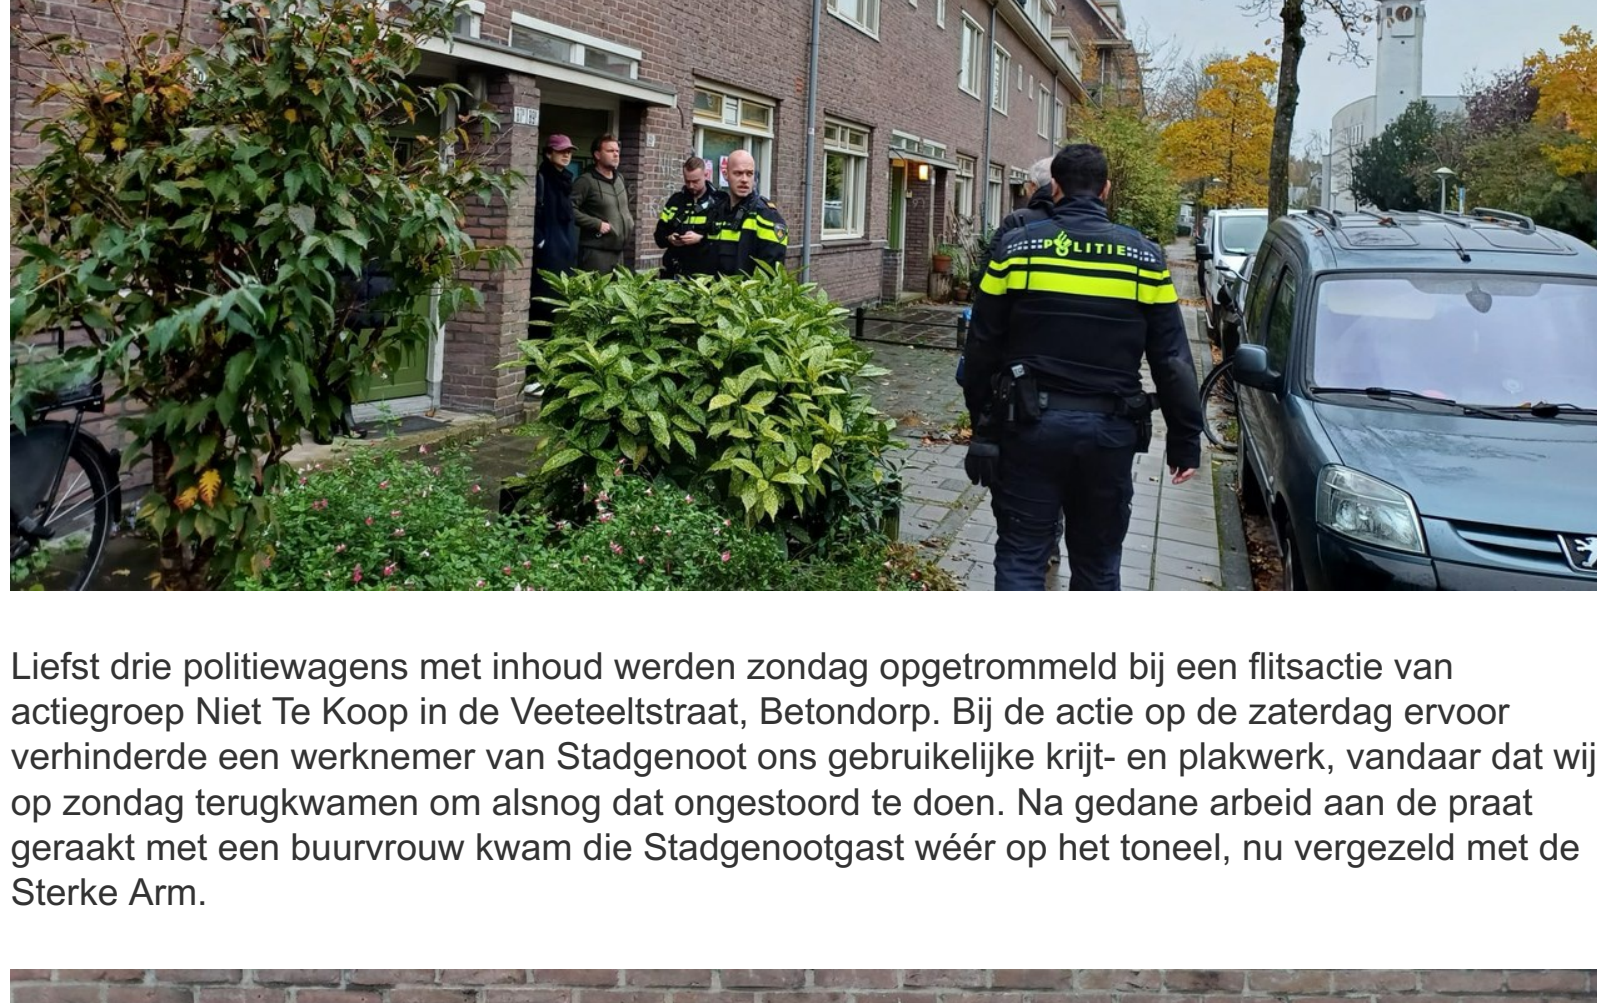 POLITIE
Liefst drie politiewagens met inhoud werden zondag opgetrommeld bij een flitsactie van
actiegroep Niet Te Koop in de Veeteeltstraat, Betondorp. Bij de actie op de zaterdag ervoor
verhinderde een werknemer van Stadgenoot ons gebruikelijke krijt- en plakwerk, vandaar dat wij
op zondag terugkwamen om alsnog dat ongestoord te doen. Na gedane arbeid aan de praat
geraakt met een buurvrouw kwam die Stadgenootgast wéér op het toneel, nu vergezeld met de
Sterke Arm.